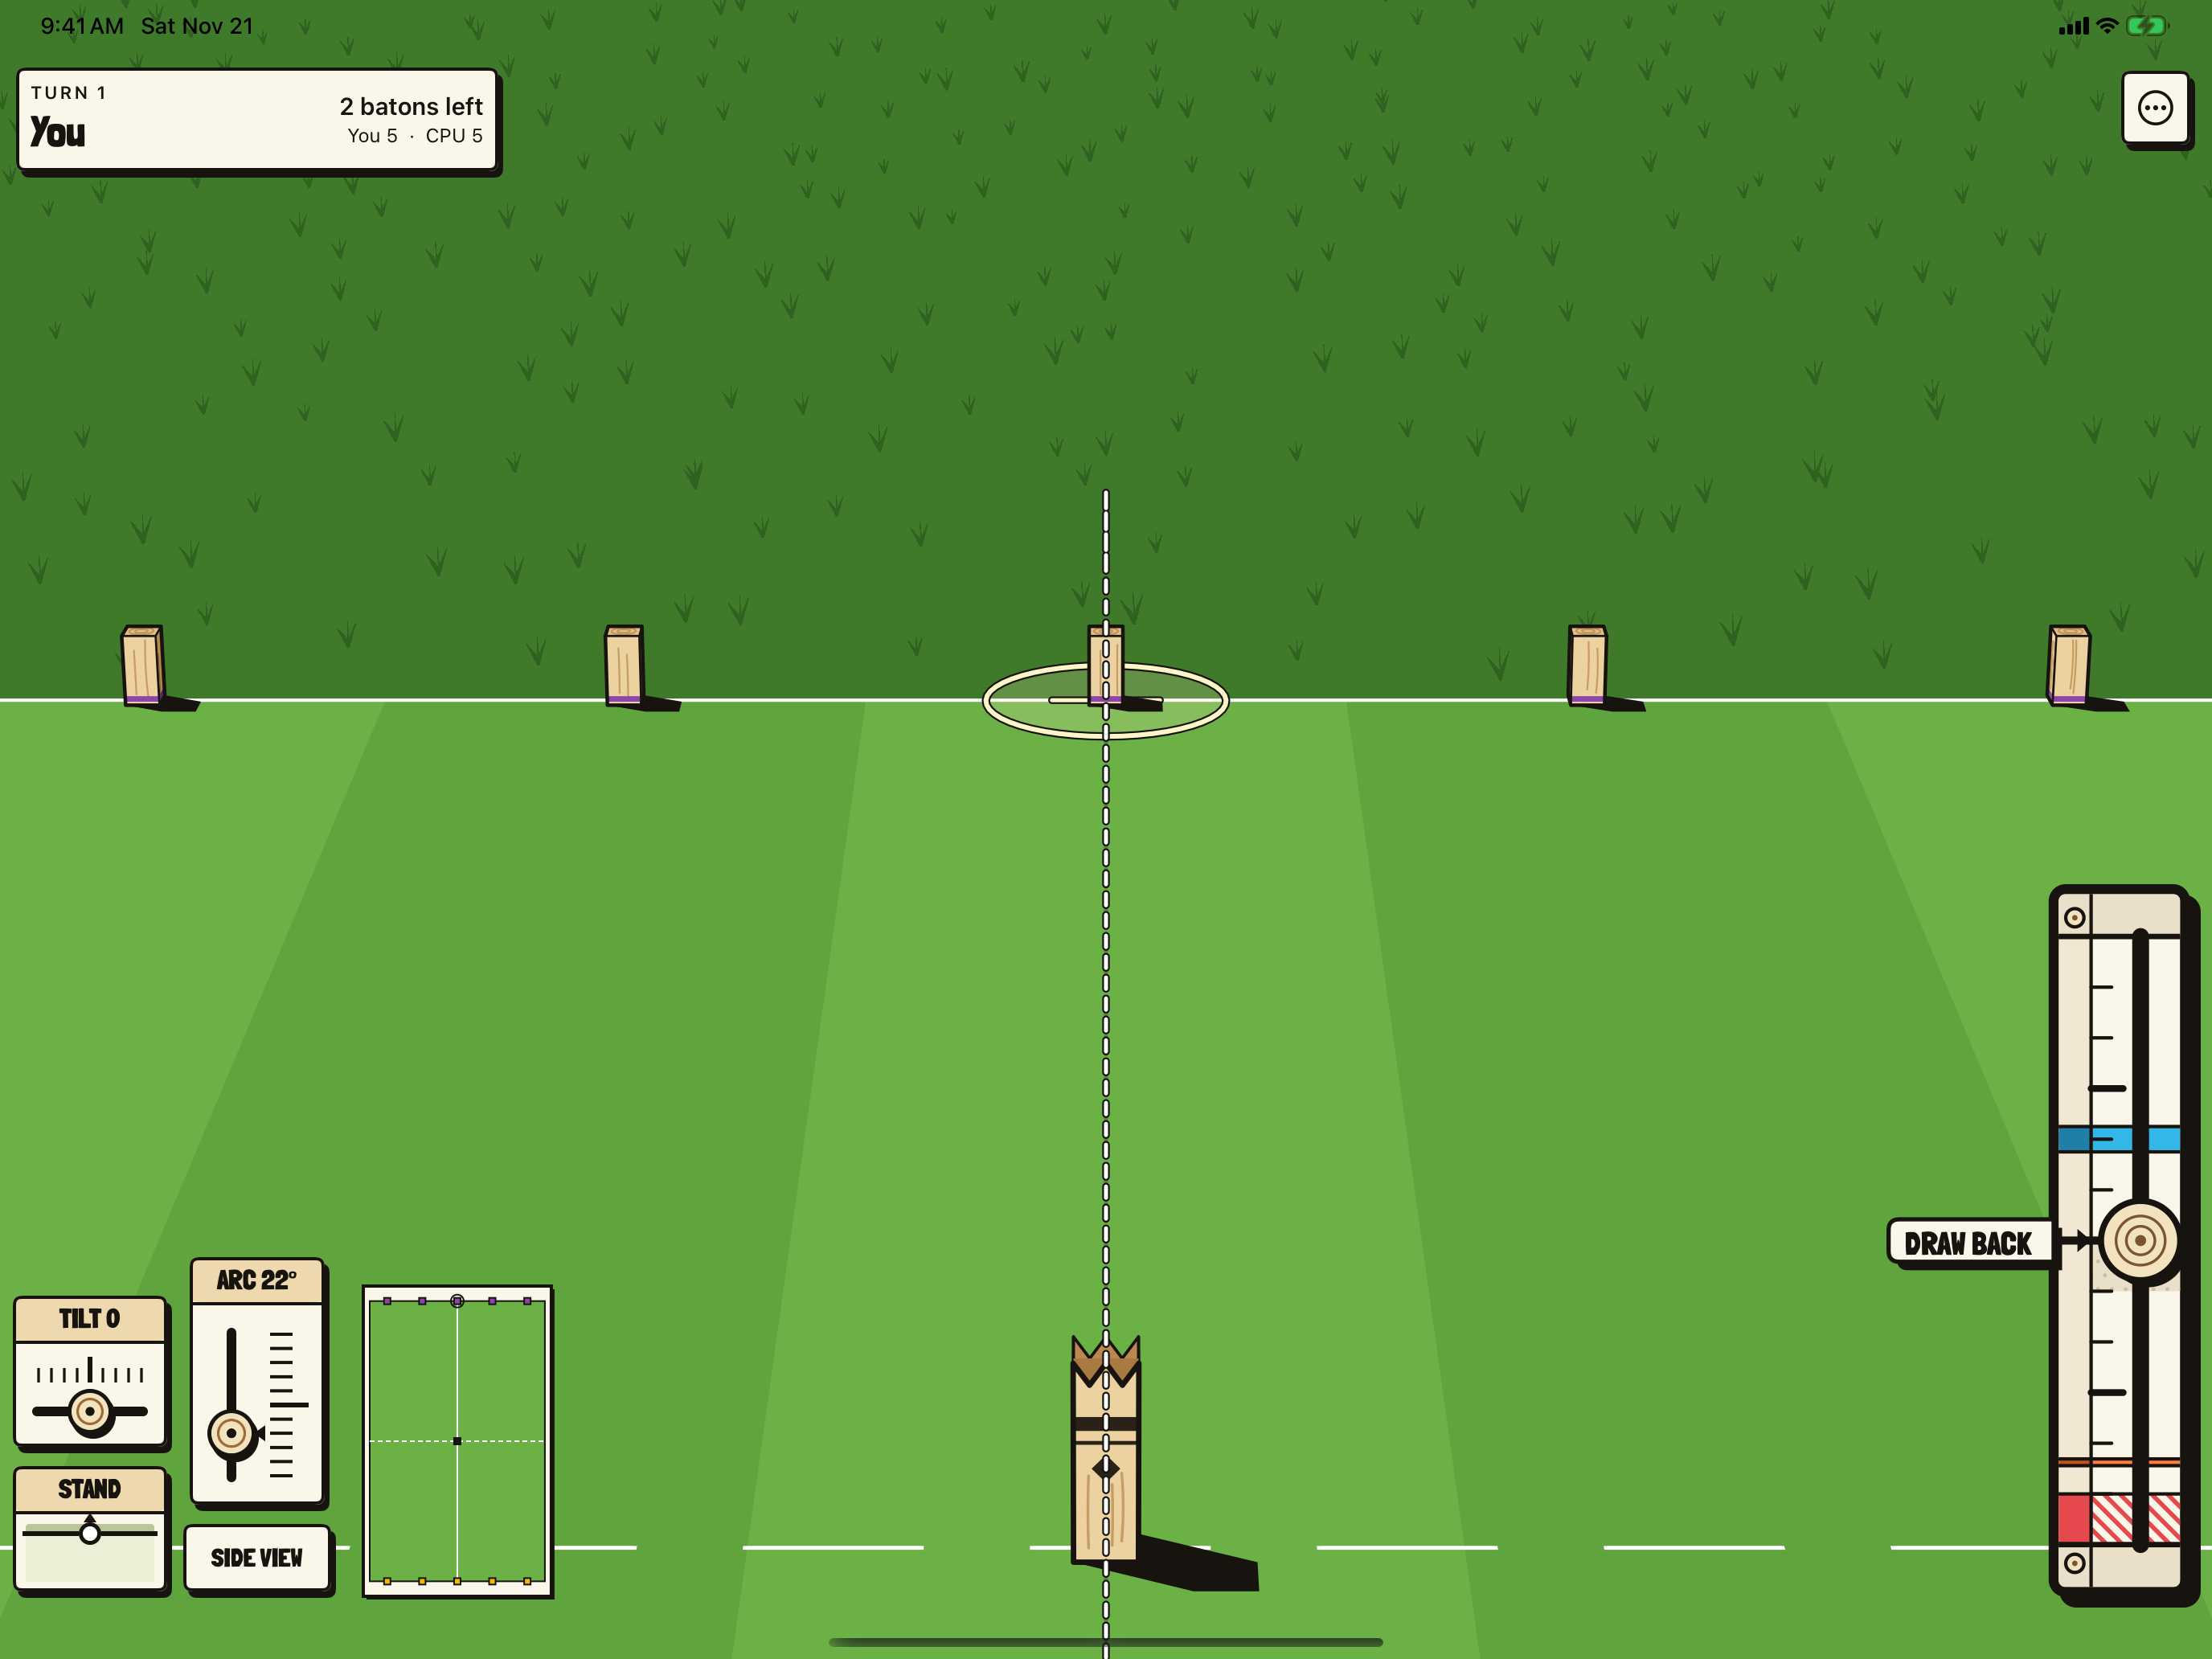 9:41 AM Sat Nov 21
TURN 1
You
2 batons left
You 5 · CPU 5
DRAW BACK
ARC 22°
TILT 0
STAND
SIDE VIEW